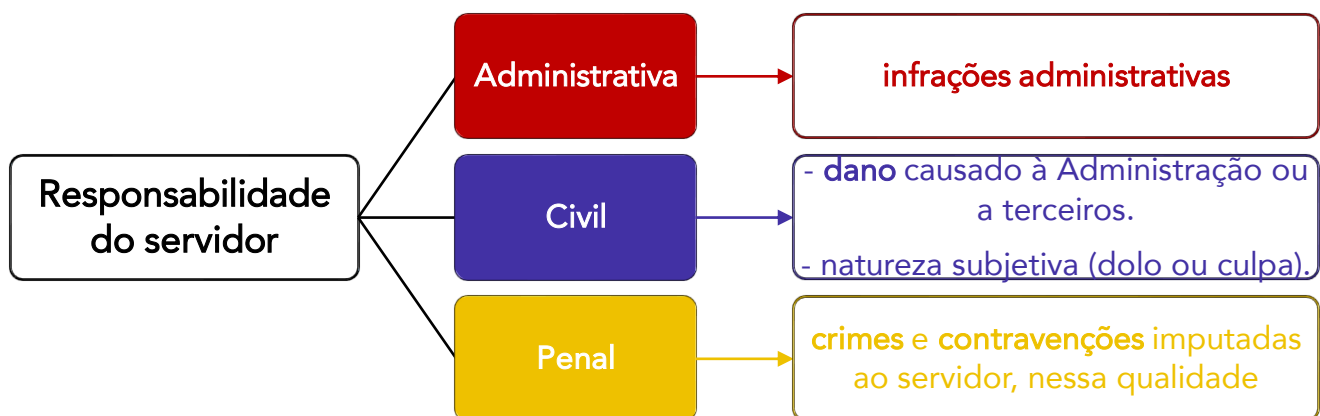 Responsabilidade
do servidor
Administrativa
infrações administrativas
Civil
- dano causado à Administração ou
a terceiros.
- natureza subjetiva (dolo ou culpa).
Penal
crimes e contravenções imputadas
ao servidor, nessa qualidade